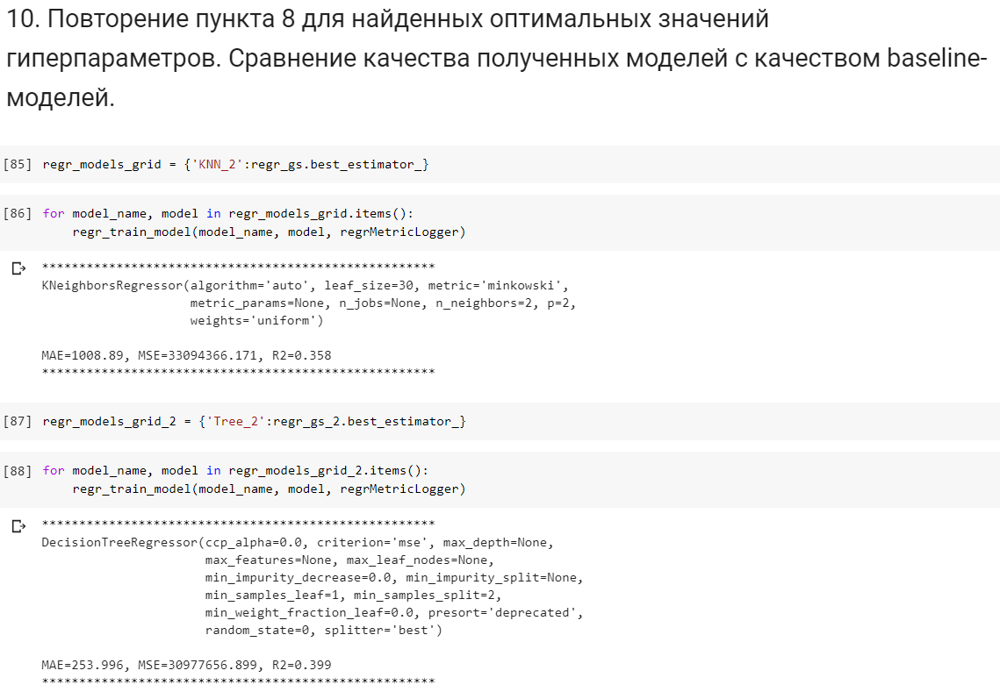 10. Повторение пункта 8 для найденных оптимальных значений
гиперпараметров. Сравнение качества полученных моделей с качеством baseline-
моделей.
[85] regr_models_grid = {'KNN_2':regr_gs.best_estimator_}
[86] for model_name, model in regr_models_grid.items():
regr_train_model(model_name, model, regrMetricLogger)
*****************************************************
KNeighborsRegressor(algorithm='auto', leaf_size=30, metric='minkowski',
metric_params=None, n_jobs=None, n_neighbors=2, p=2,
weights='uniform')
MAE=1008.89, MSE=33094366.171, R2=0.358
*****************************************************
[87] regr_models_grid_2 = {'Tree_2':regr_gs_2.best_estimator_}
[88] for model_name, model in regr_models_grid_2.items():
regr_train_model(model_name, model, regrMetricLogger)
*****************************************************
DecisionTreeRegressor(ccp_alpha=0.0, criterion='mse', max_depth=None,
max_features=None, max_leaf_nodes=None,
min_impurity_decrease=0.0, min_impurity_split=None,
min_samples_leaf=1, min_samples_split=2,
min_weight_fraction_leaf=0.0, presort='deprecated',
random_state=0, splitter='best')
MAE=253.996, MSE=30977656.899, R2=0.399
*****************************************************